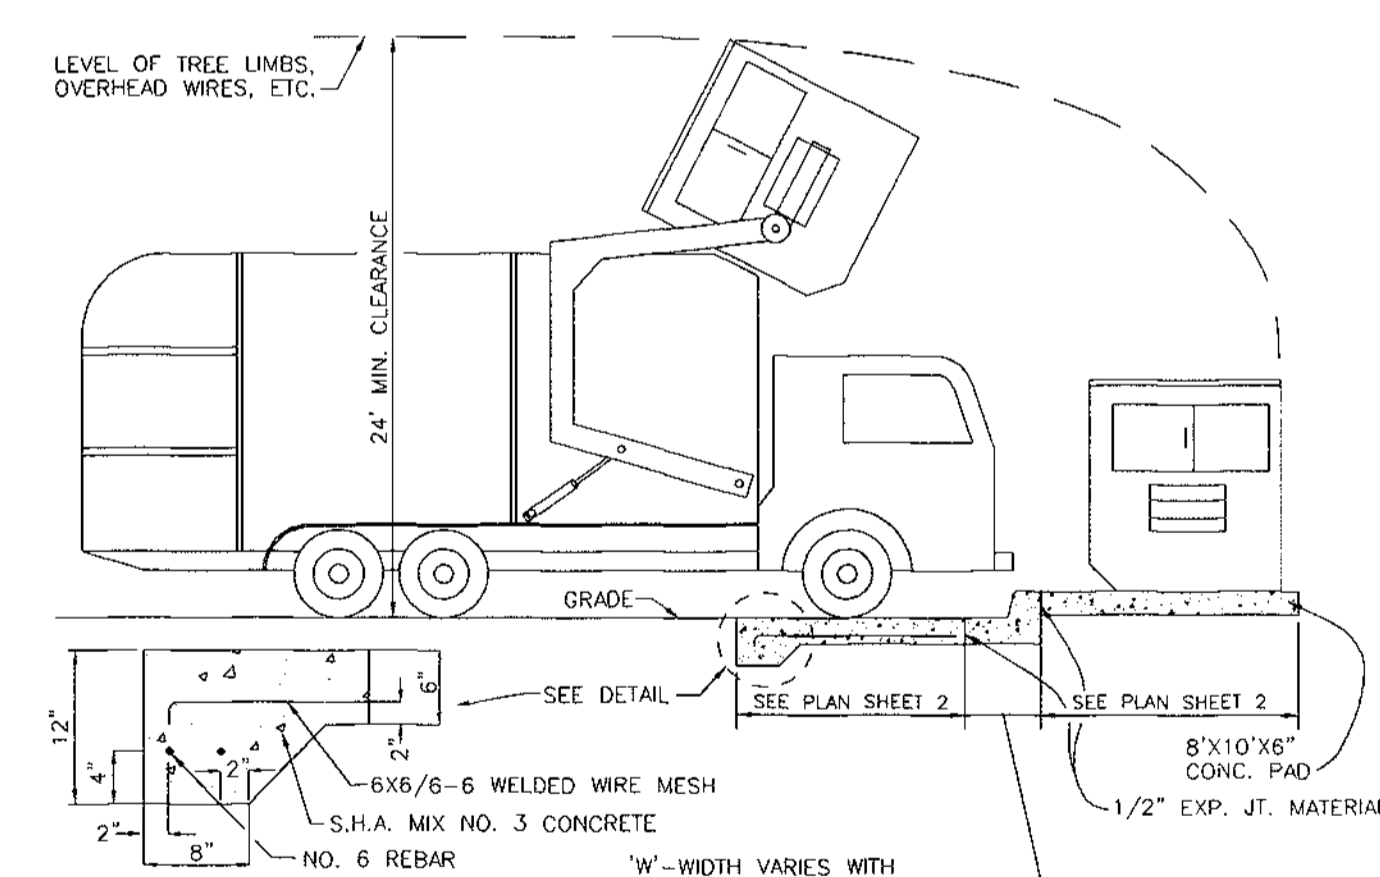 LEVEL OF TREE LIMBS,
OVERHEAD WIRES, ETC.
24' MIN. CLEARANCE
GRADE
SEE DETAIL
SEE PLAN SHEET 2
SEE PLAN SHEET 2
8'X10'X6"
CONC. PAD
1/2" EXP. JT. MATERIAL
12"
4"
2"
8"
2"
6"
2"
6X6/6-6 WELDED WIRE MESH
S.H.A. MIX NO. 3 CONCRETE
NO. 6 REBAR
'W'-WIDTH VARIES WITH